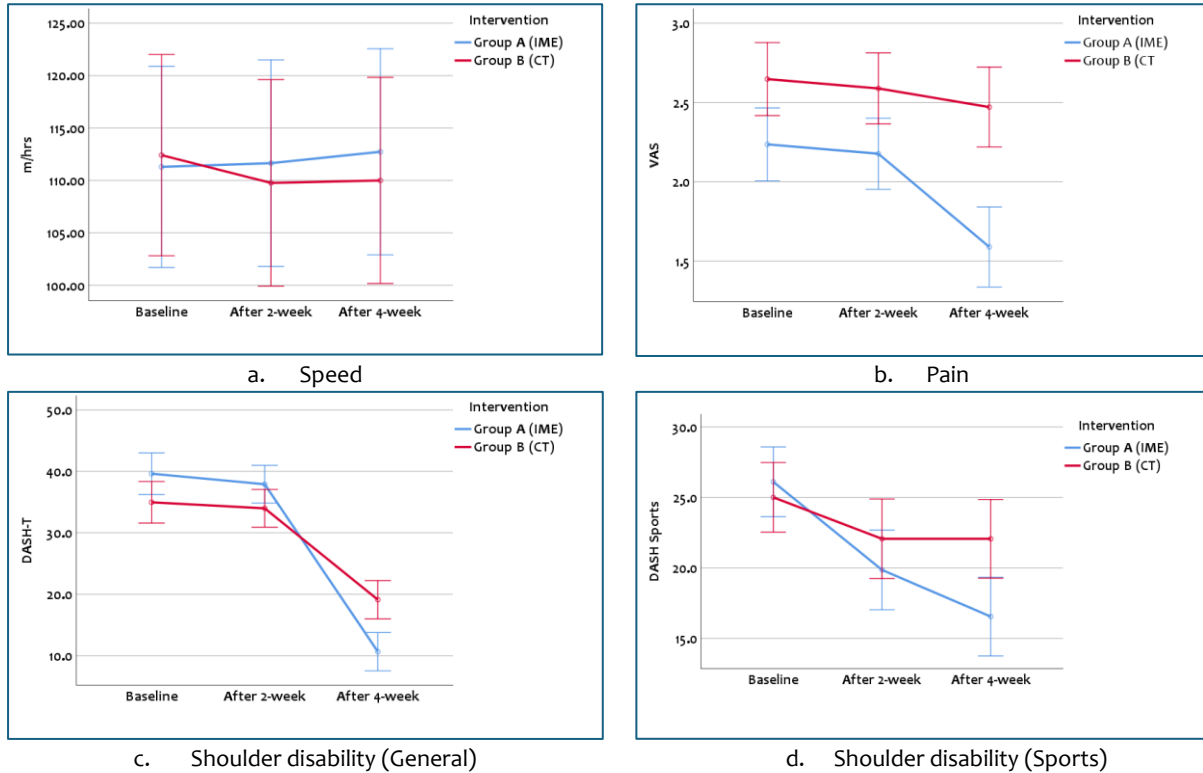 Intervention
Group A (IME)
Group B (CT)
125.00
120.00
115.00
110.00
105.00
100.00
m/hrs
Baseline
After 2-week
After 4-week
a. Speed
Intervention
Group A (IME)
Group B (CT
3.0
2.5
2.0
1.5
VAS
Baseline
After 2-week
After 4-week
b. Pain
Intervention
Group A (IME)
Group B (CT)
50.0
40.0
30.0
20.0
10.0
DASH-T
Baseline
After 2-week
After 4-week
c. Shoulder disability (General)
Intervention
Group A (IME)
Group B (CT)
30.0
25.0
20.0
15.0
DASH Sports
Baseline
After 2-week
After 4-week
d. Shoulder disability (Sports)